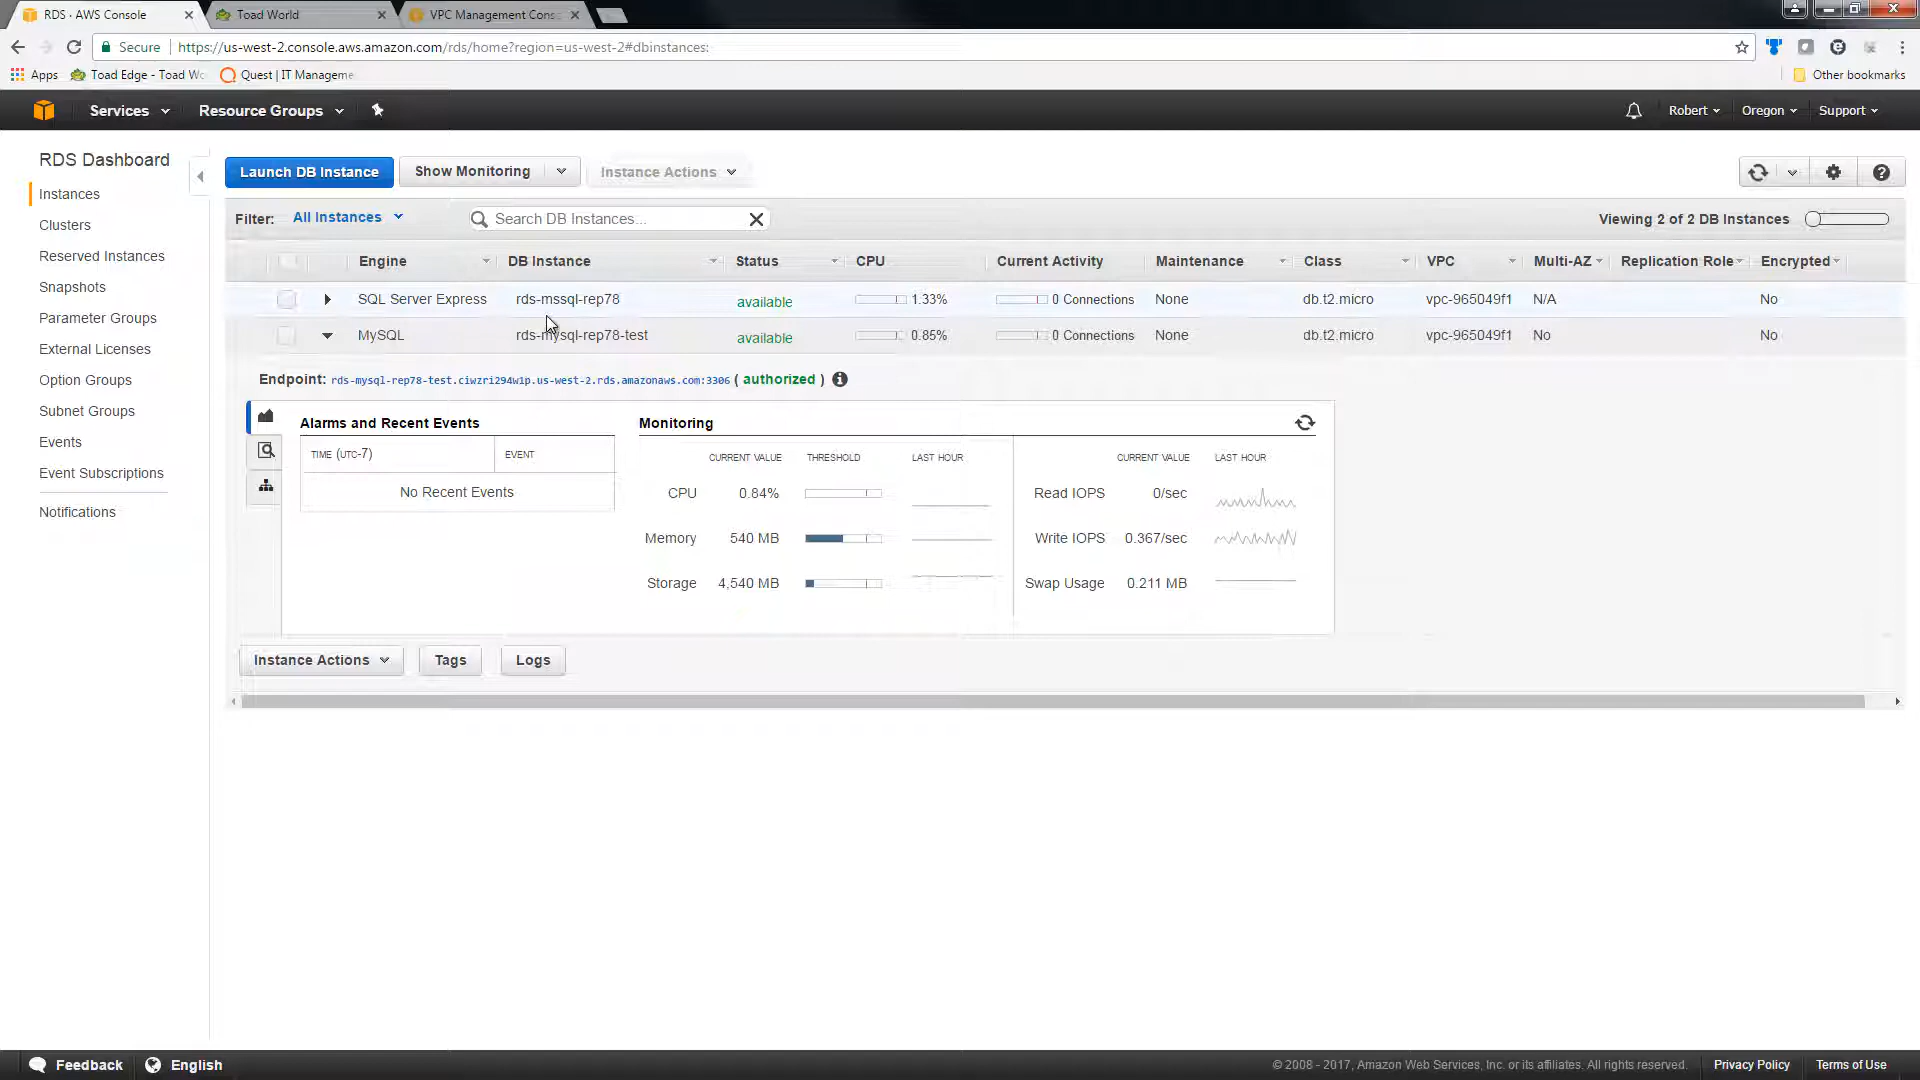 RDS · AWS Console
Toad World
VPC Management Cons
Secure
https://us-west-2.console.aws.amazon.com/rds/home?region=us-west-2#dbinstances:
Apps
Toad Edge - Toad Wo
Quest | IT Manageme
Other bookmarks
Services
Resource Groups
Robert
Oregon
Support
RDS Dashboard
Instances
Clusters
Reserved Instances
Snapshots
Parameter Groups
External Licenses
Option Groups
Subnet Groups
Events
Event Subscriptions
Notifications
Launch DB Instance
Show Monitoring
Instance Actions
Filter: All Instances
Search DB Instances...
Viewing 2 of 2 DB Instances
Engine DB Instance Status CPU Current Activity Maintenance Class VPC Multi-AZ Replication Role Encrypted
SQL Server Express rds-mssql-rep78 available 1.33% 0 Connections None db.t2.micro vpc-965049f1 N/A No
MySQL rds-mysql-rep78-test available 0.85% 0 Connections None db.t2.micro vpc-965049f1 No No
Endpoint: rds-mysql-rep78-test.ciwzri294w1p.us-west-2.rds.amazonaws.com:3306 ( authorized )
Alarms and Recent Events
TIME (UTC-7) EVENT
No Recent Events
Monitoring
CURRENT VALUE THRESHOLD LAST HOUR
CPU 0.84%
Memory 540 MB
Storage 4,540 MB
CURRENT VALUE LAST HOUR
Read IOPS 0/sec
Write IOPS 0.367/sec
Swap Usage 0.211 MB
Instance Actions
Tags
Logs
Feedback
English
© 2008 - 2017, Amazon Web Services, Inc. or its affiliates. All rights reserved.
Privacy Policy
Terms of Use